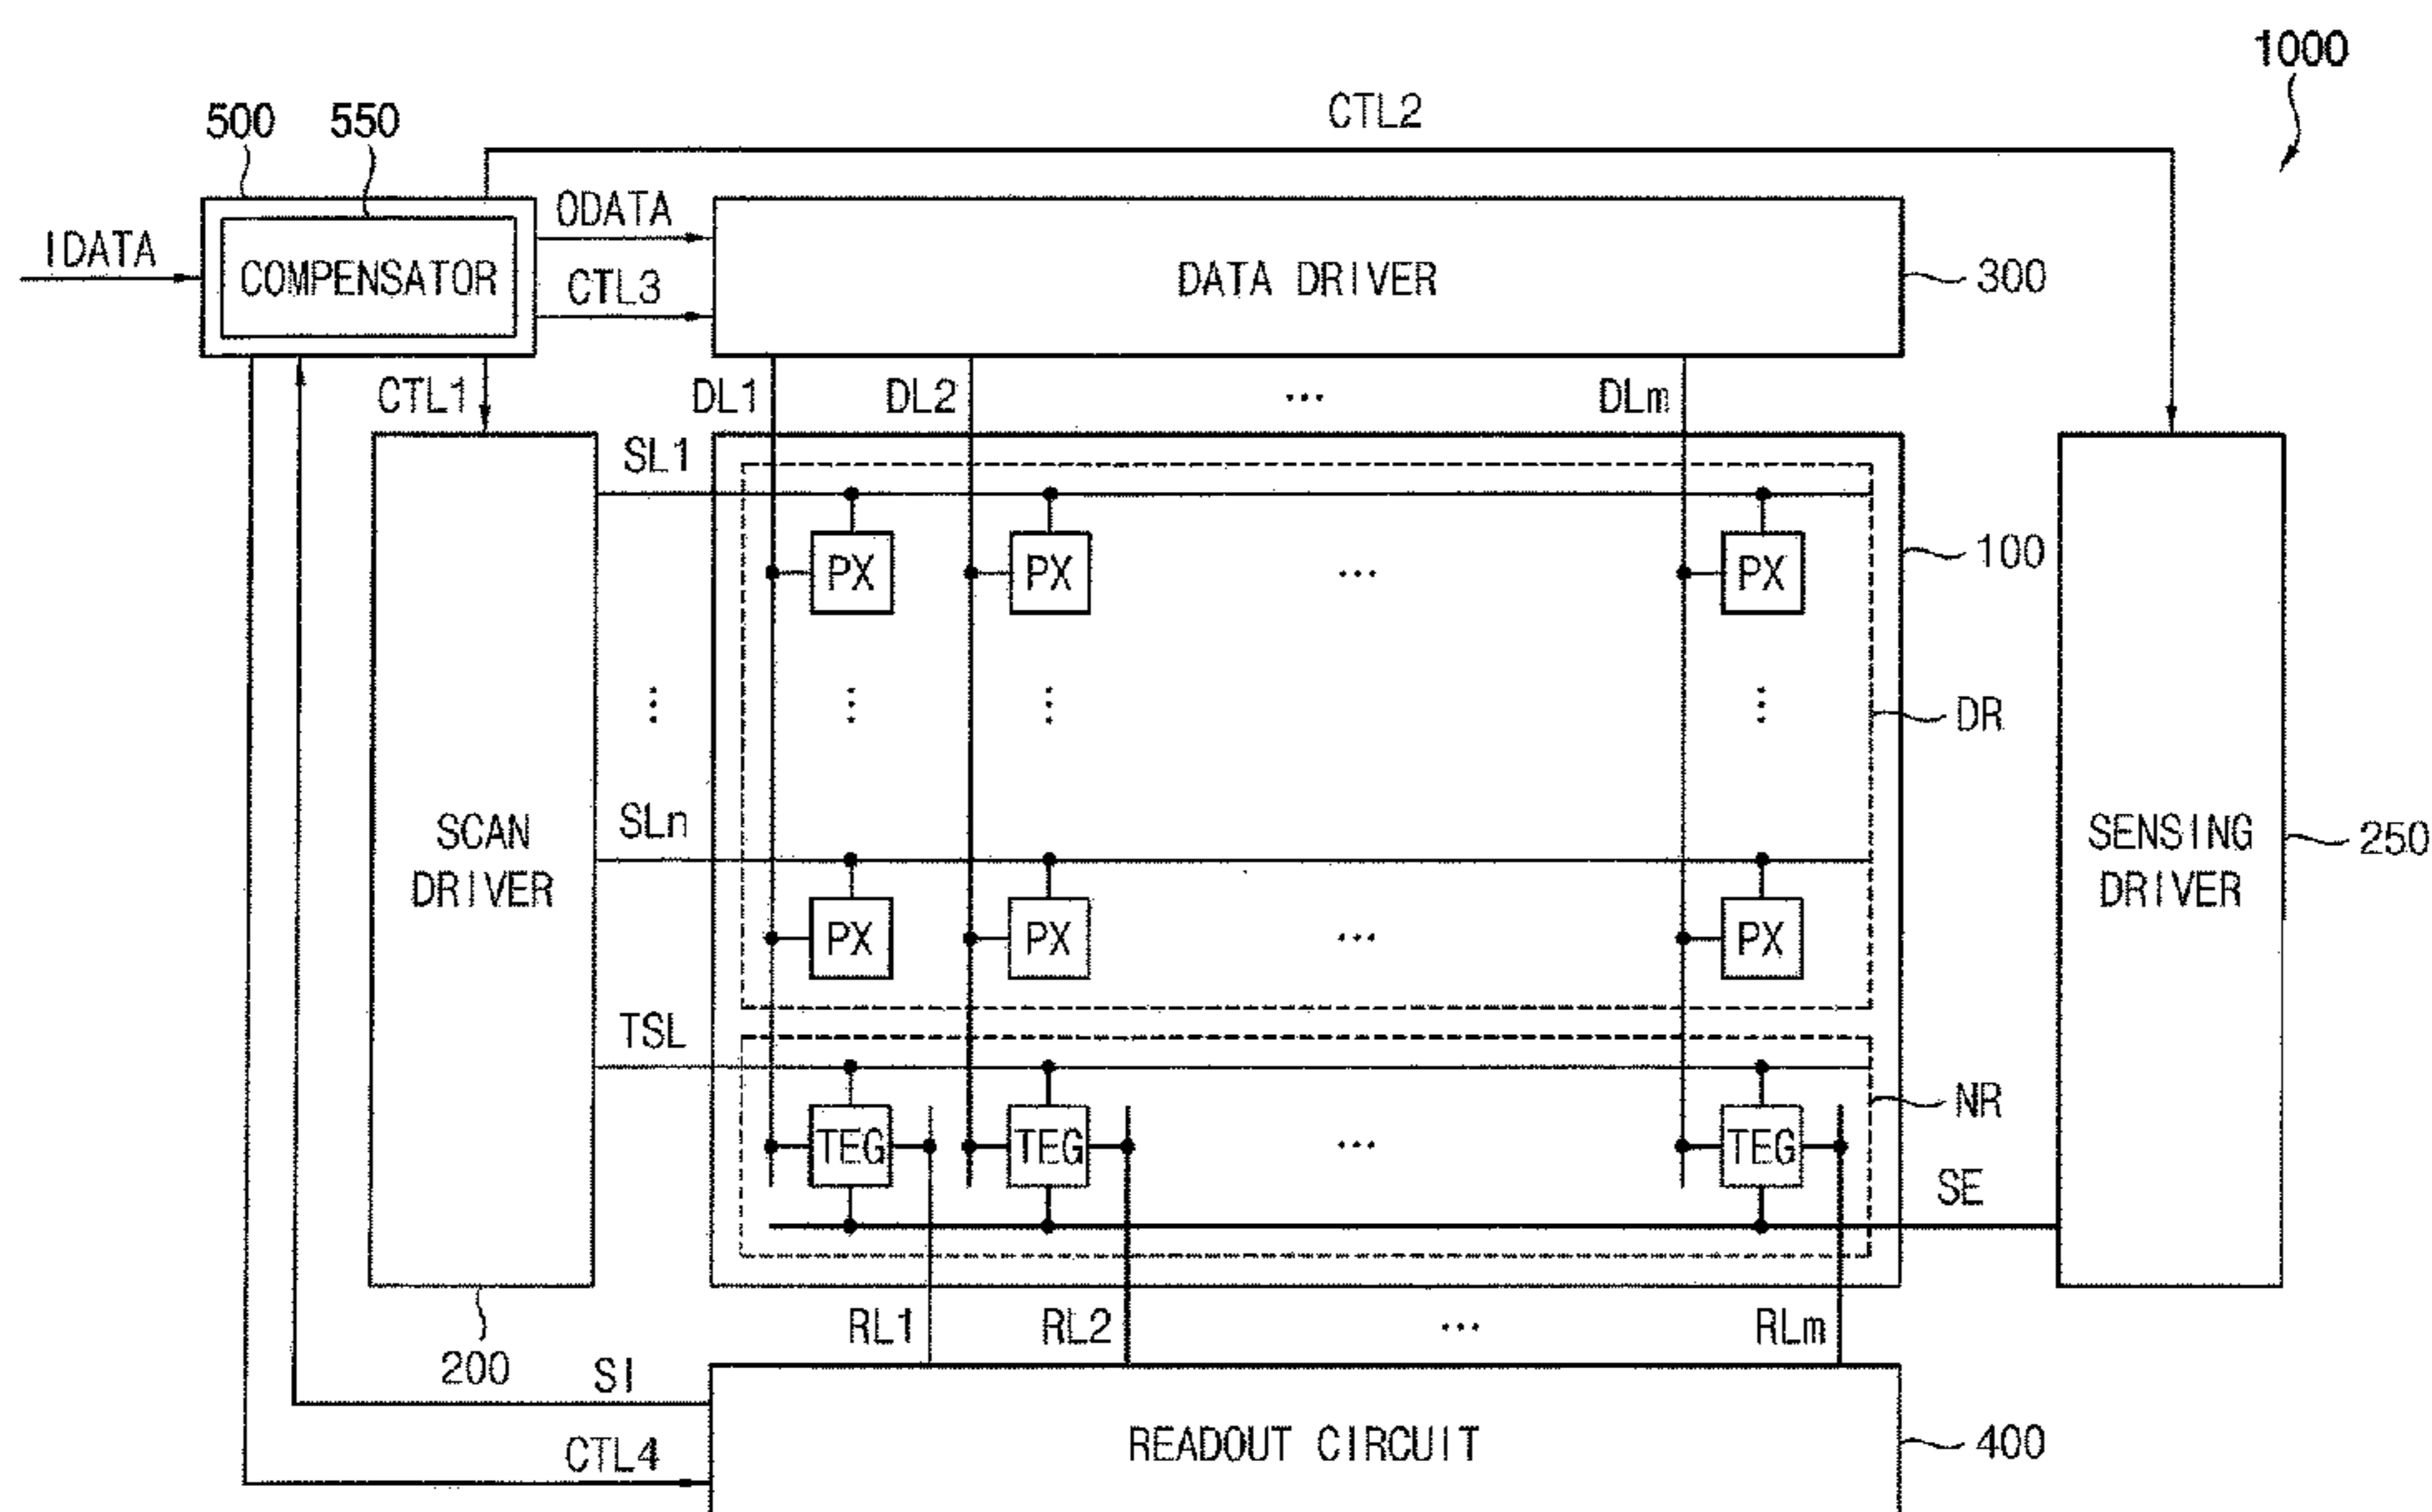 1000
CTL2
500
550
ODATA
IDATA
COMPENSATOR
CTL3
DATA DRIVER
300
CTL1
DL1
DL2
...
DLm
SL1
PX
PX
...
PX
100
⋮
⋮
⋮
⋮
DR
SLn
SCAN
DRIVER
SENSING
DRIVER
250
PX
PX
...
PX
TSL
NR
TEG
TEG
...
TEG
SE
RL1
RL2
...
RLm
200
SI
CTL4
READOUT CIRCUIT
400